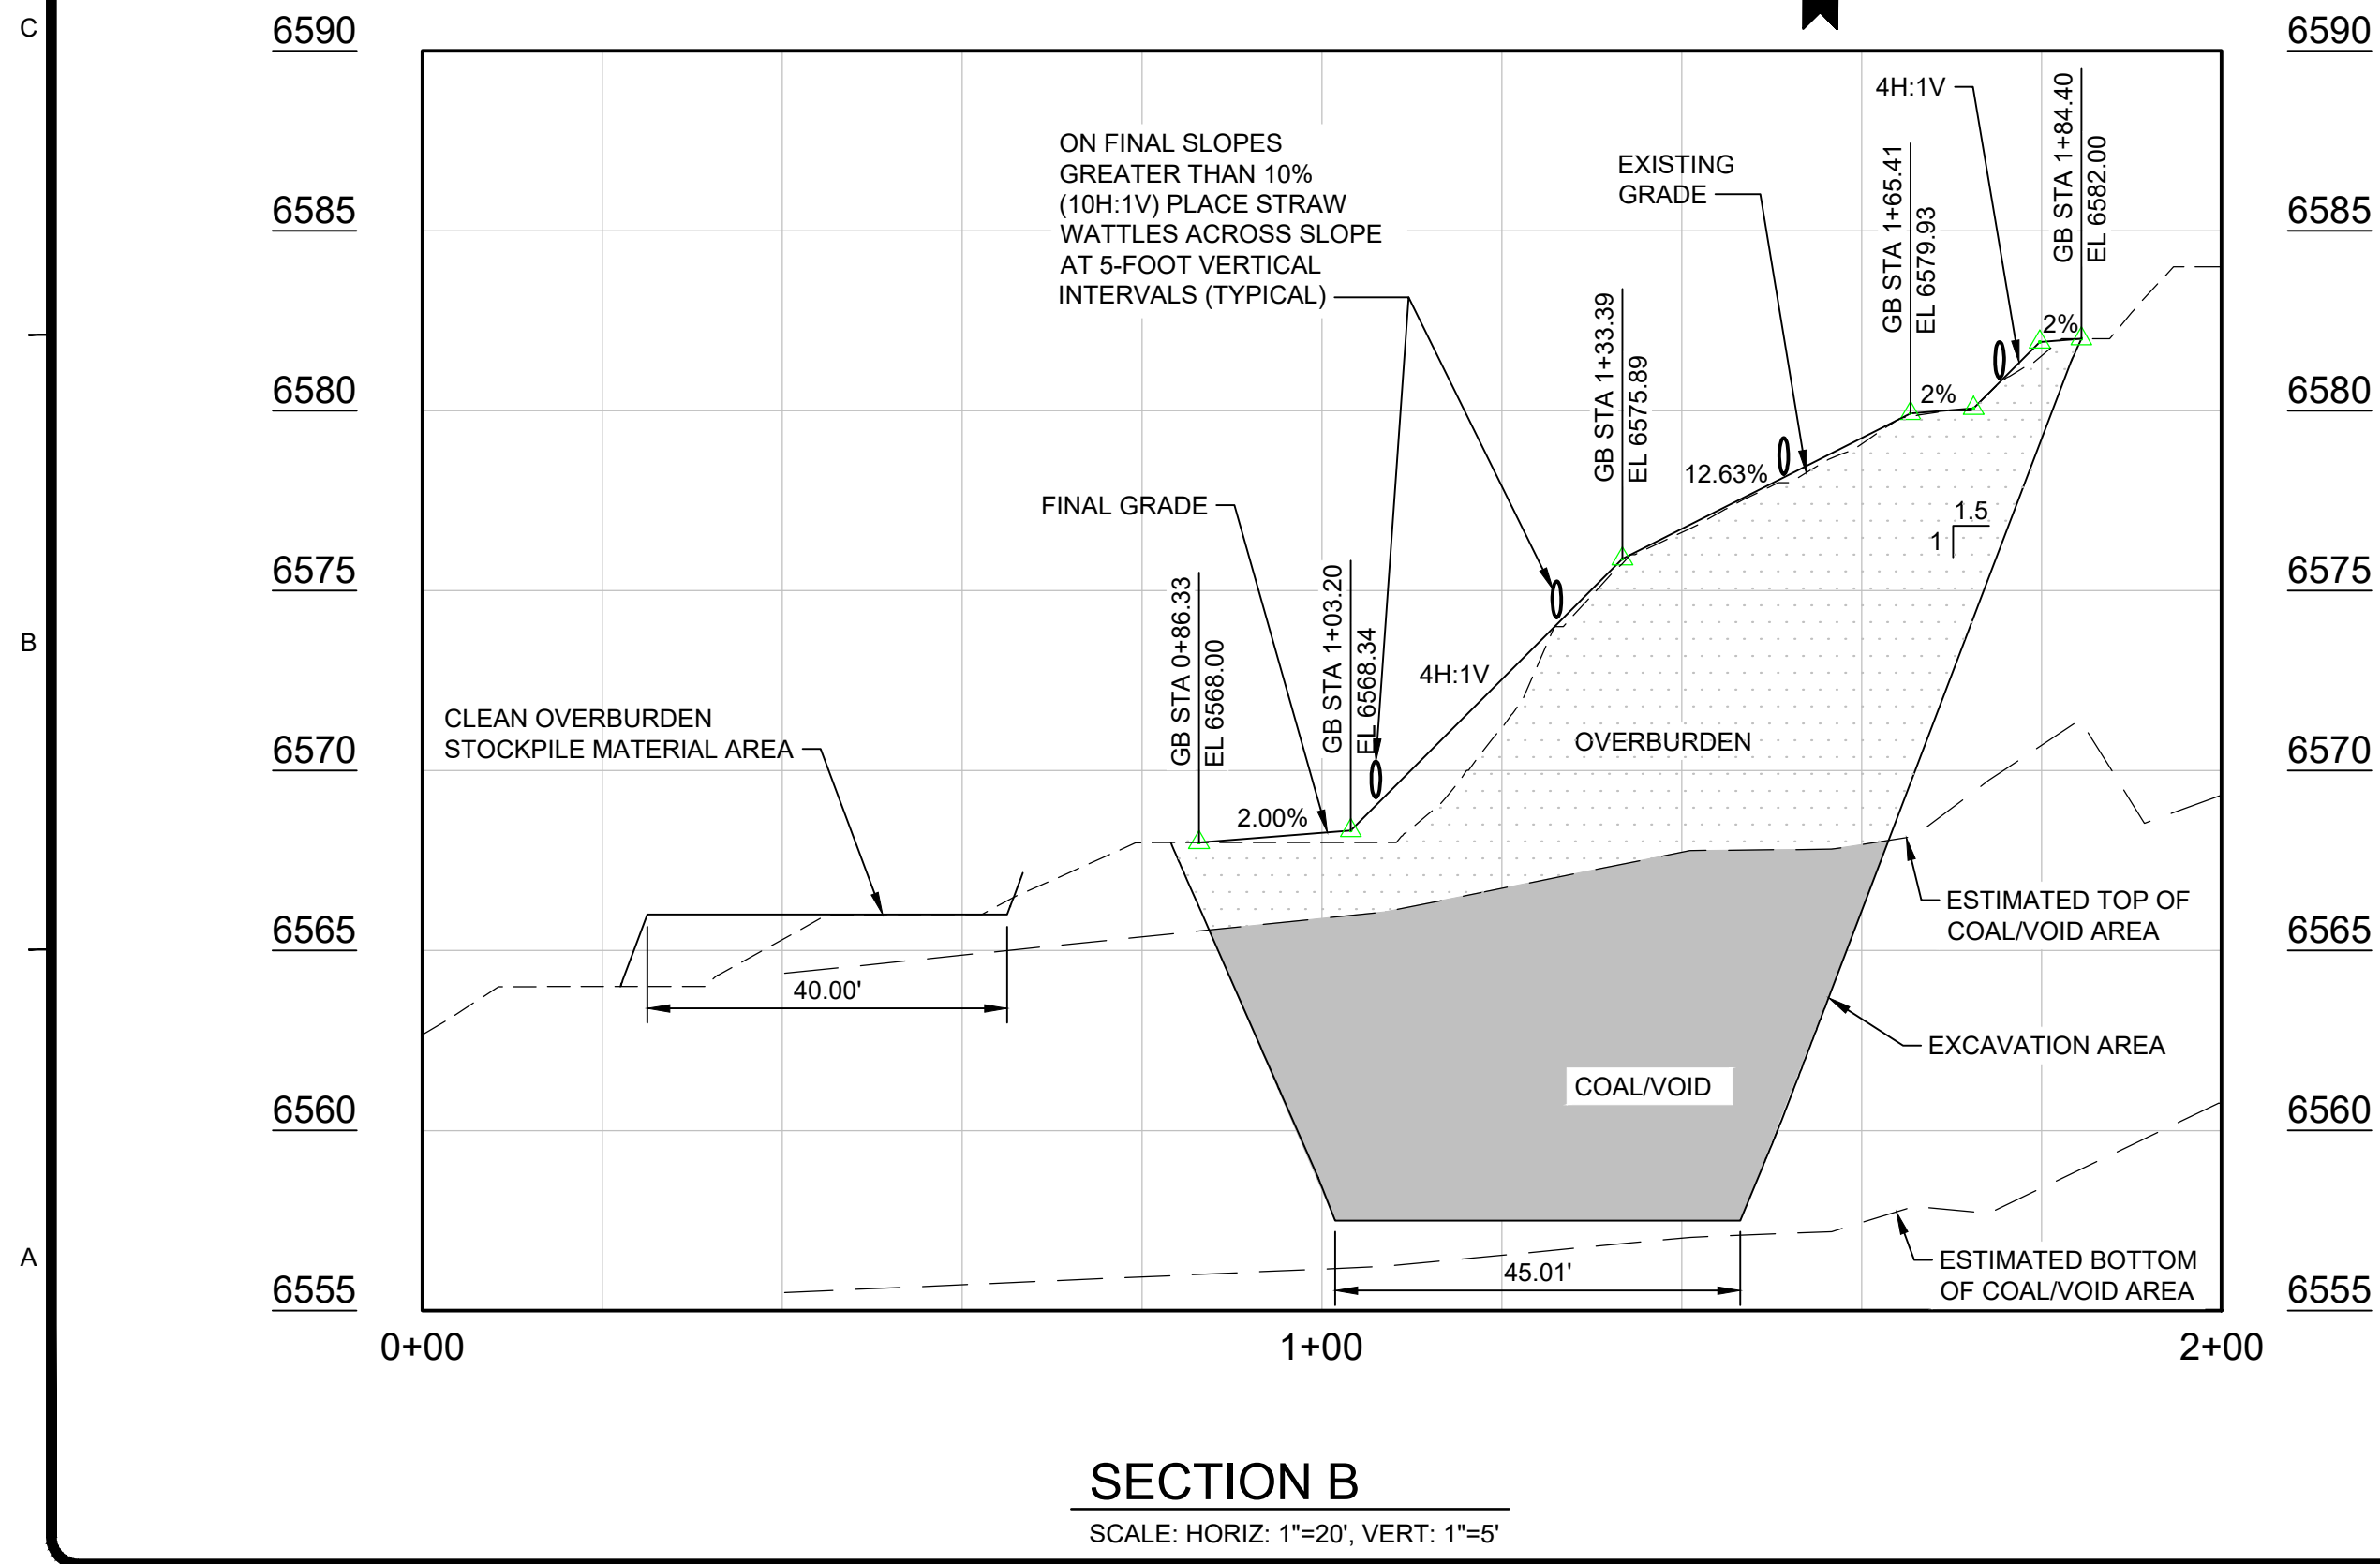 C
6590
6590
4H:1V
GB STA 1+84.40
EL 6582.00
ON FINAL SLOPES
GREATER THAN 10%
(10H:1V) PLACE STRAW
WATTLES ACROSS SLOPE
AT 5-FOOT VERTICAL
INTERVALS (TYPICAL)
EXISTING
GRADE
GB STA 1+65.41
EL 6579.93
6585
6585
GB STA 1+33.39
EL 6575.89
2%
6580
2%
6580
12.63%
FINAL GRADE
1.5
1
6575
6575
GB STA 0+86.33
EL 6568.00
GB STA 1+03.20
EL 6568.34
B
4H:1V
CLEAN OVERBURDEN
STOCKPILE MATERIAL AREA
OVERBURDEN
6570
6570
2.00%
ESTIMATED TOP OF
COAL/VOID AREA
6565
6565
40.00'
EXCAVATION AREA
COAL/VOID
6560
6560
A
ESTIMATED BOTTOM
OF COAL/VOID AREA
45.01'
6555
6555
0+00
1+00
2+00
SECTION B
SCALE: HORIZ: 1"=20', VERT: 1"=5'